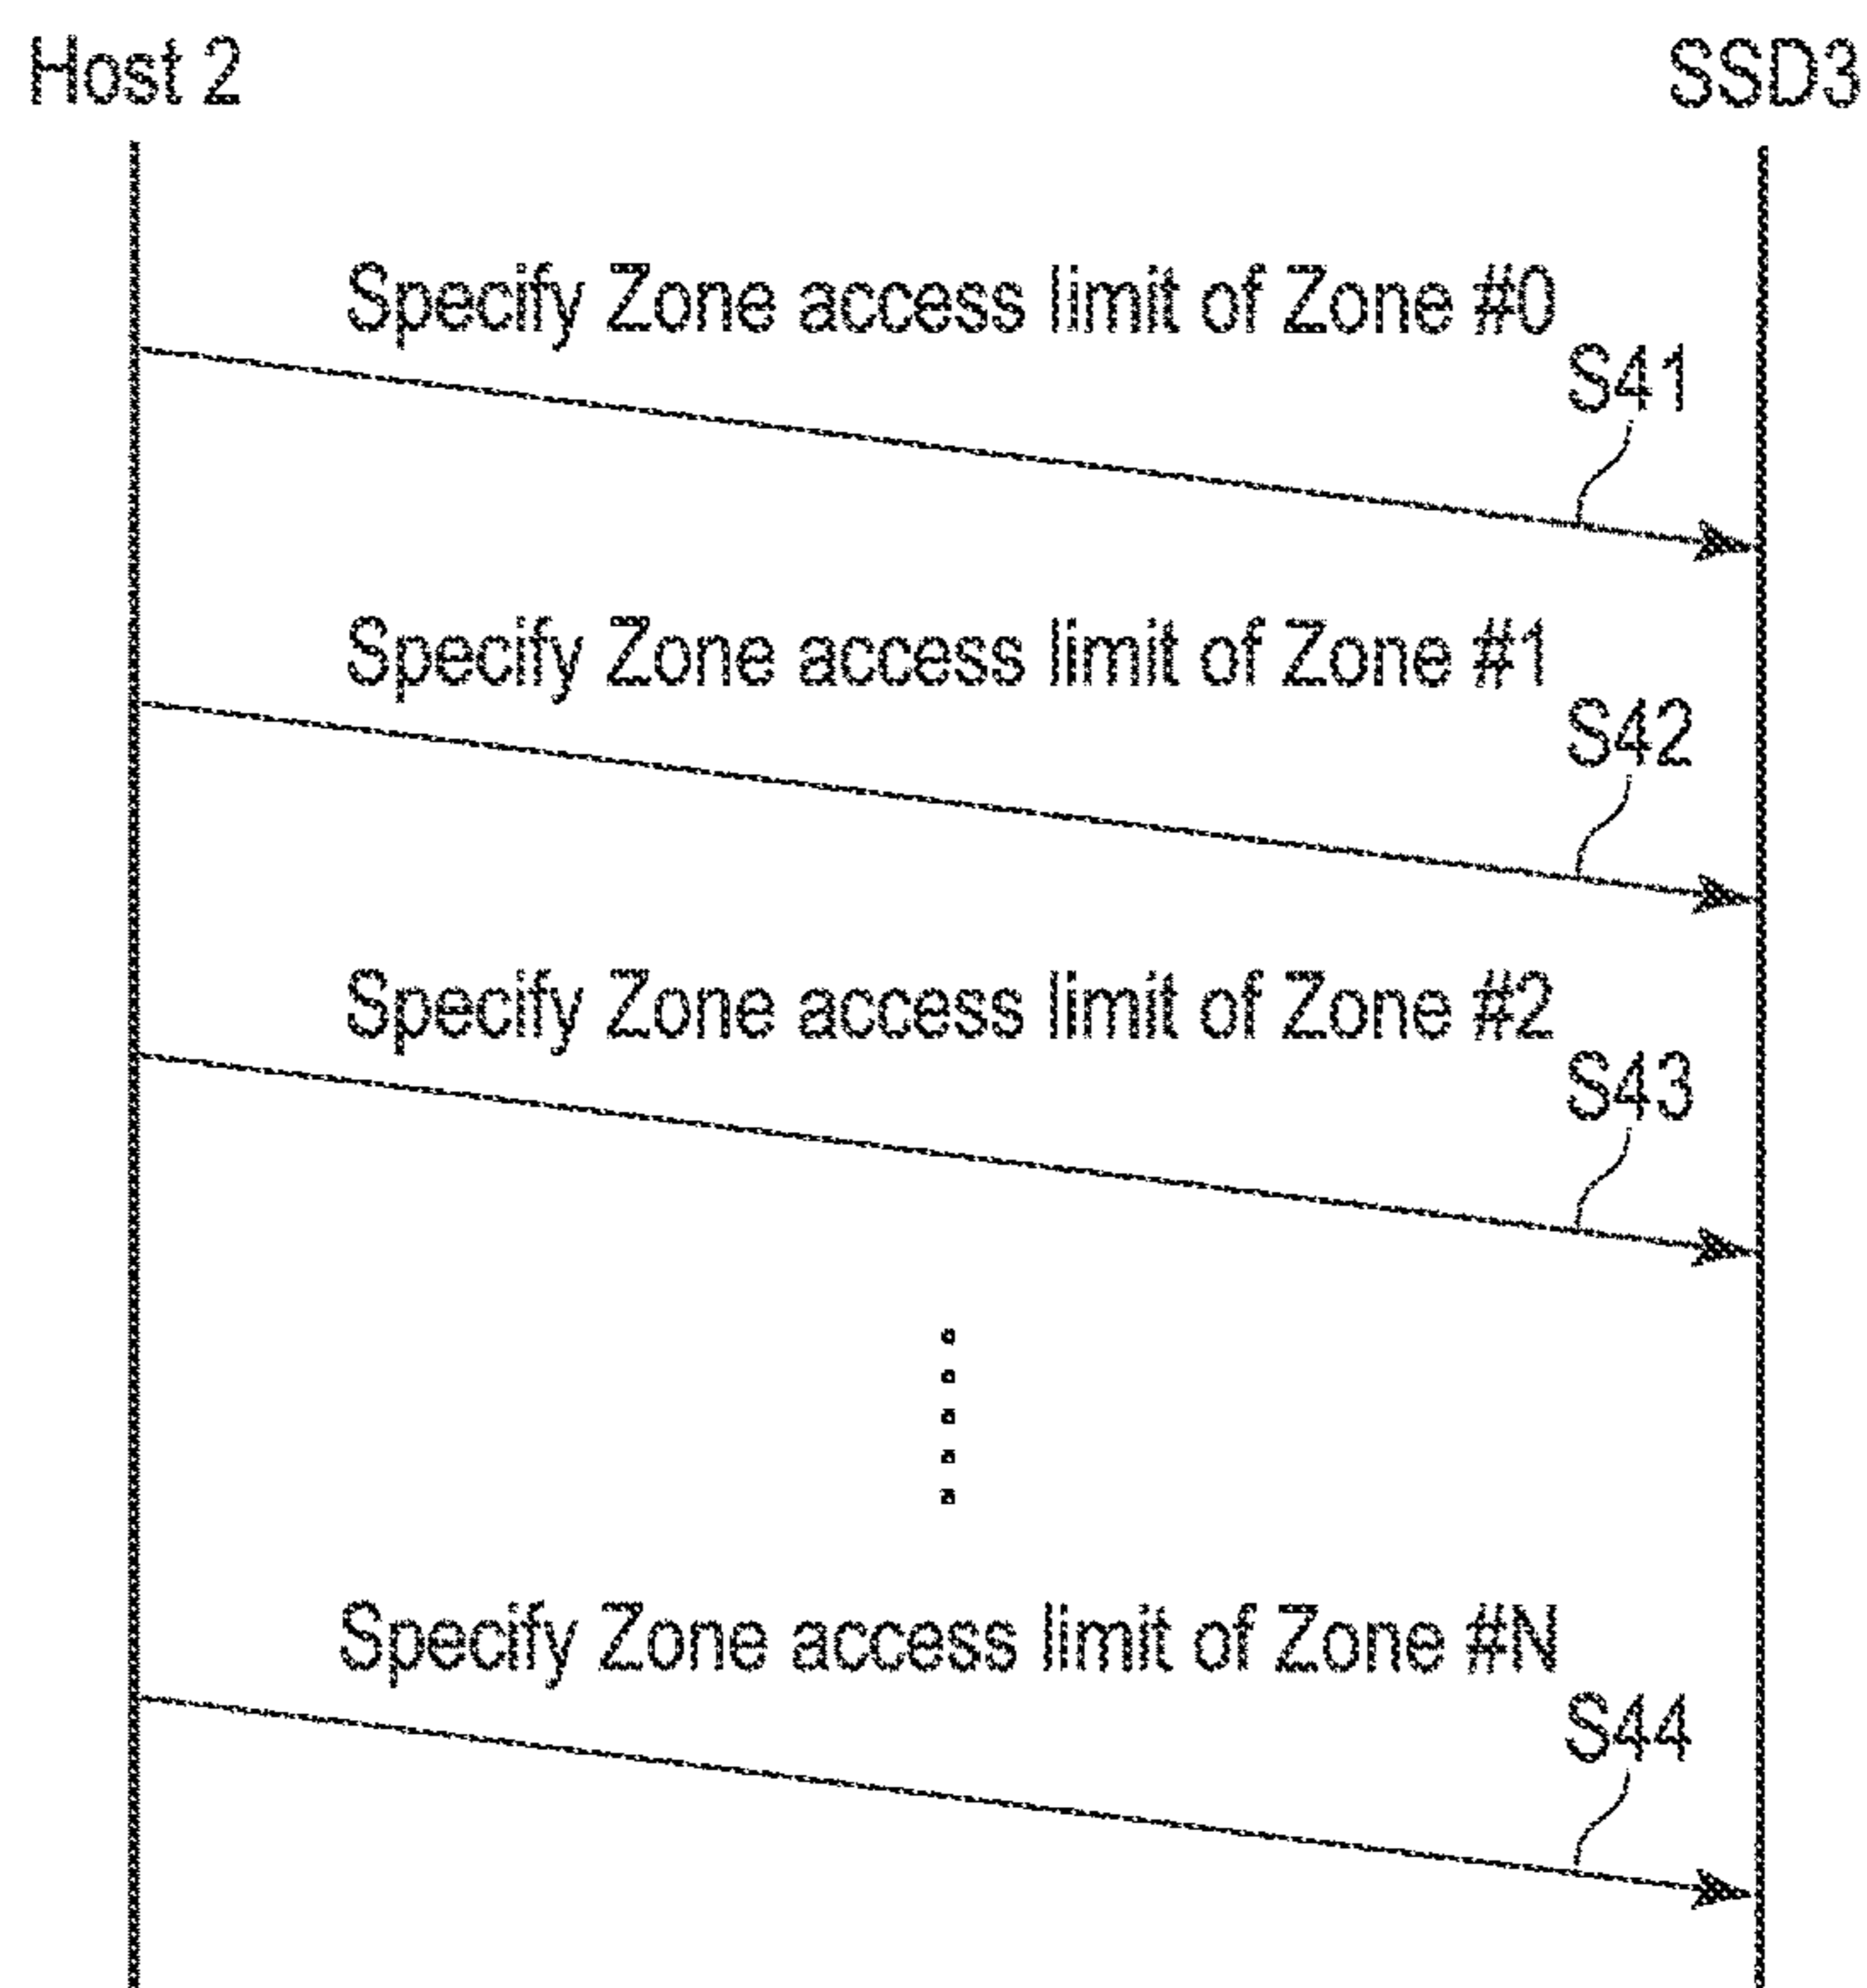 Host 2
SSD3
Specify Zone access limit of Zone #0
S41
Specify Zone access limit of Zone #1
S42
Specify Zone access limit of Zone #2
S43
Specify Zone access limit of Zone #N
S44